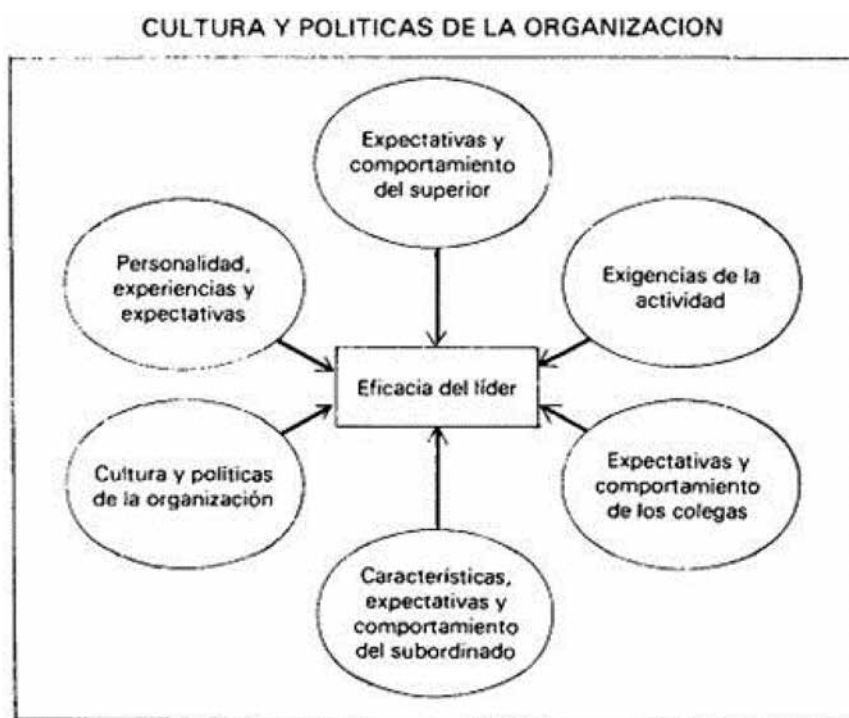 CULTURA Y POLITICAS DE LA ORGANIZACION
Expectativas y
comportamiento
del superior
Personalidad,
experiencias y
expectativas
Exigencias de la
actividad
Eficacia del líder
Cultura y políticas
de la organización
Expectativas y
comportamiento
de los colegas
Características,
expectativas y
comportamiento
del subordinado